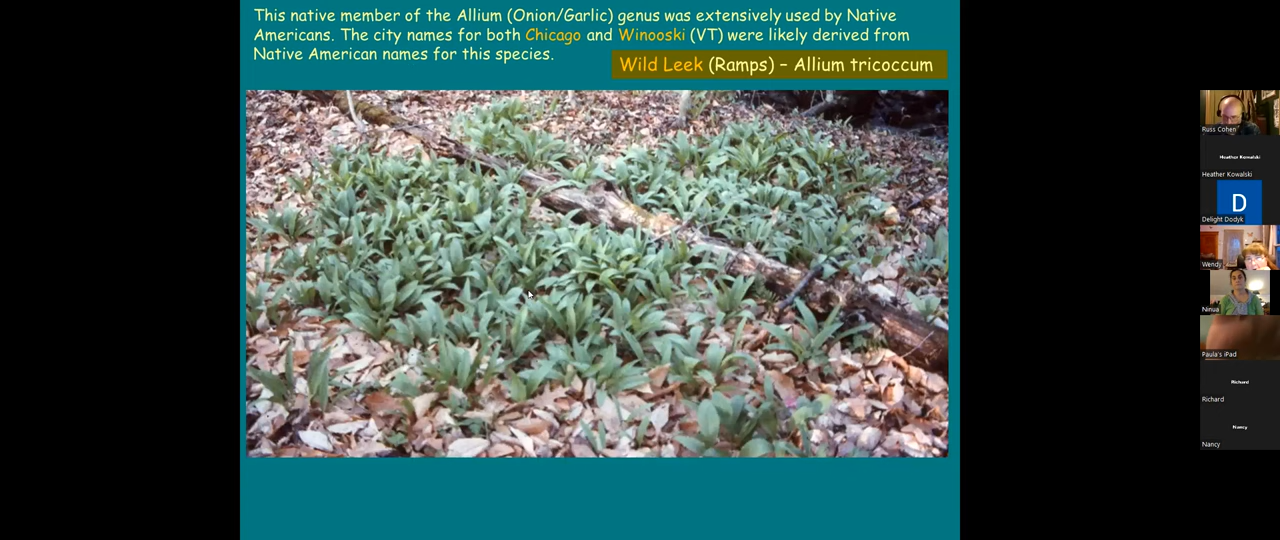 This native member of the Allium (Onion/Garlic) genus was extensively used by Native
Americans. The city names for both Chicago and Winooski (VT) were likely derived from
Native American names for this species.
Wild Leek (Ramps) – Allium tricoccum
Russ Cohen
Heather Kowalski
Heather Kowalski
D
Delight Dodyk
Wendy
Ninua
Paula's iPad
Richard
Richard
Nancy
Nancy